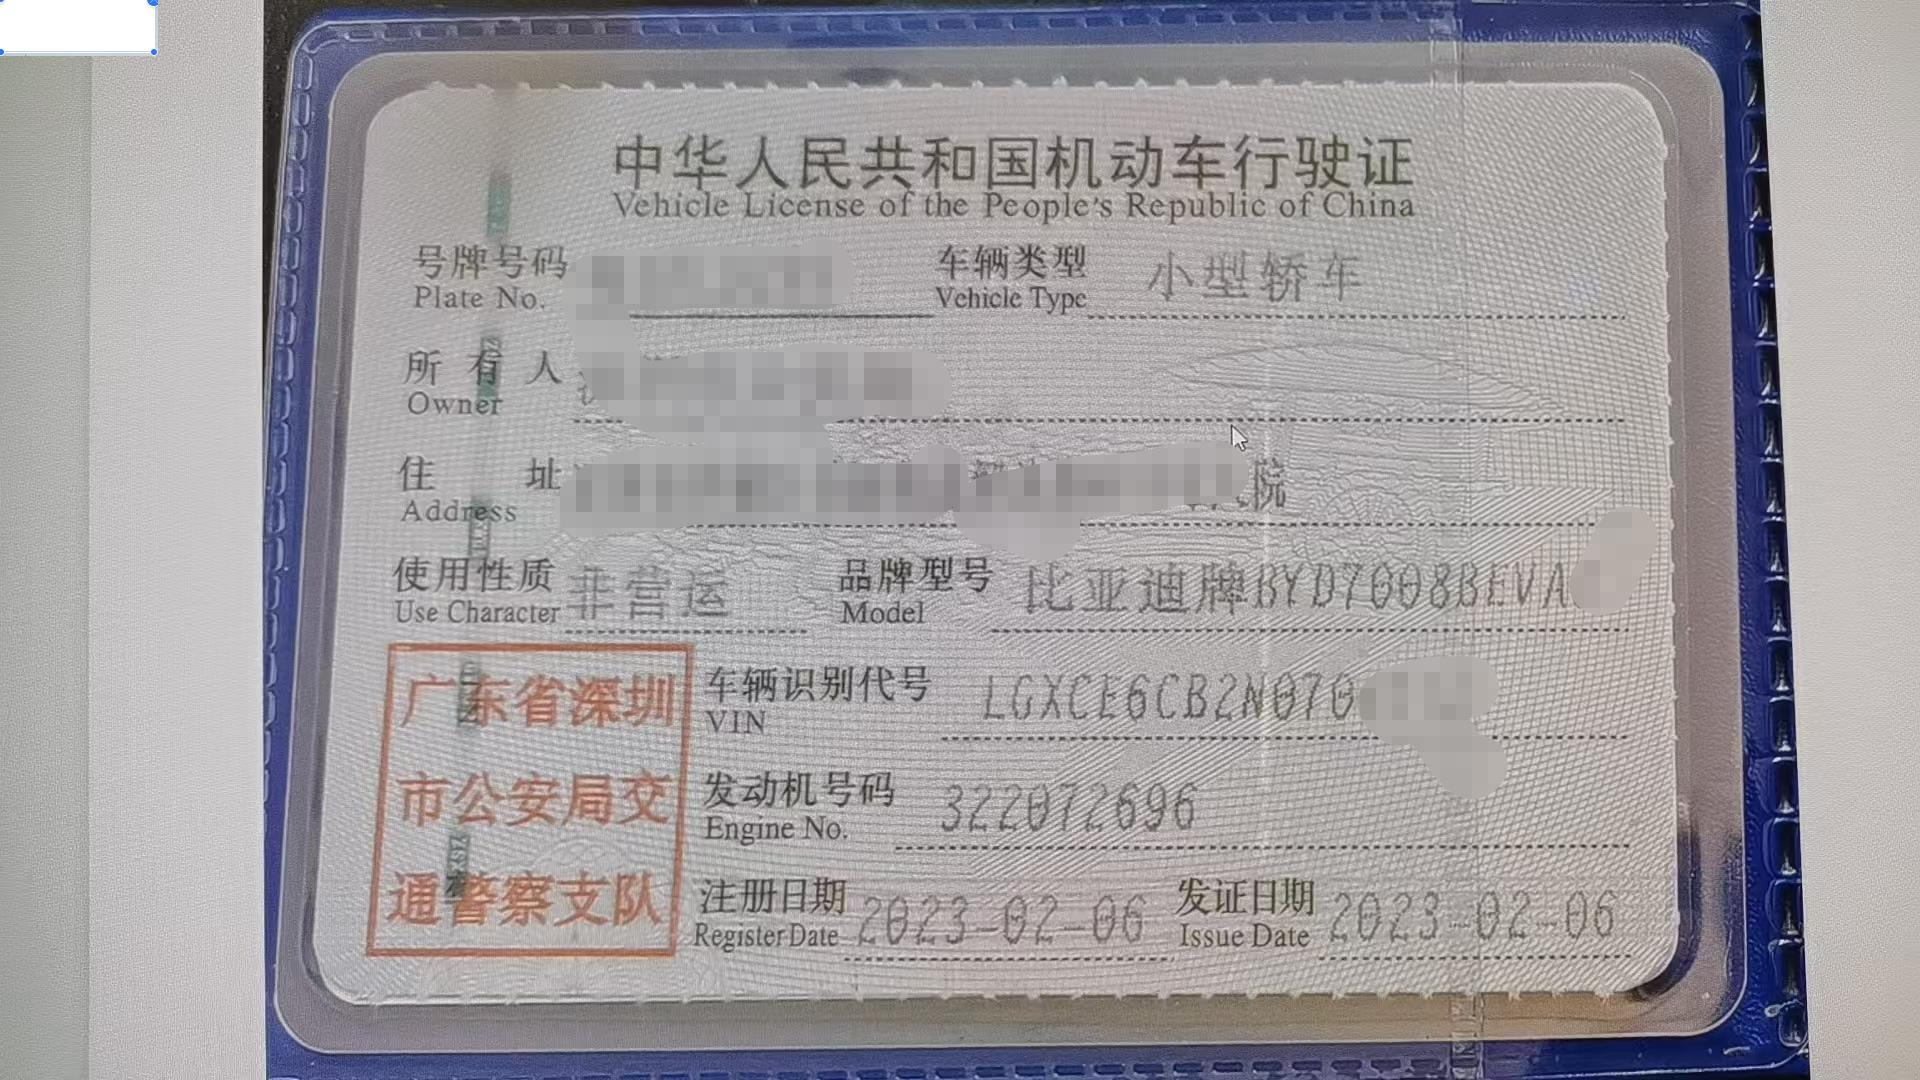 中华人民共和国机动车行驶证
Vehicle License of the People's Republic of China
号牌号码
Plate No.
车辆类型 小型轿车
Vehicle Type
所有人
Owner
住址 院
Address
使用性质 非营运
Use Character
品牌型号 比亚迪牌BYD7008BEVA
Model
广东省深圳
市公安局交
通警察支队
车辆识别代号 LGXCE6CB2N070
VIN
发动机号码 322072696
Engine No.
注册日期 2023-02-06
Register Date
发证日期 2023-02-06
Issue Date